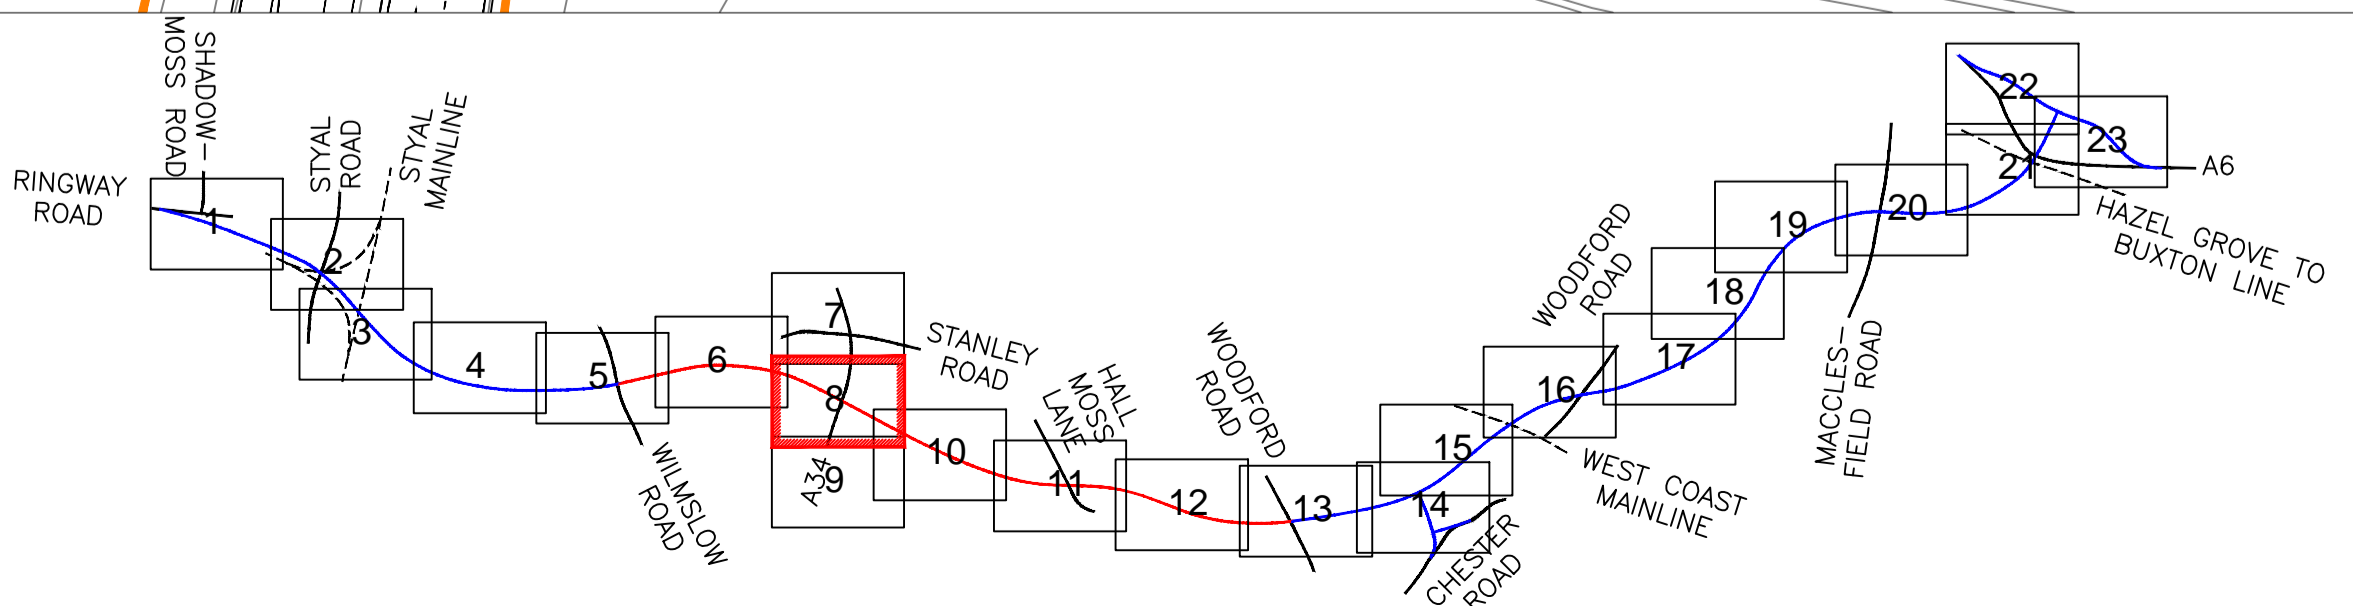 SHADOW–
MOSS ROAD
RINGWAY
ROAD
1
STYAL
ROAD
STYAL
MAINLINE
2
3
4
5
WILMSLOW
ROAD
6
7
STANLEY
ROAD
8
A34
9
10
HALL
MOSS
LANE
11
12
WOODFORD
ROAD
13
14
CHESTER
ROAD
15
WEST COAST
MAINLINE
16
WOODFORD
ROAD
17
18
19
20
MACCLES–
FIELD ROAD
21
22
23
A6
HAZEL GROVE TO
BUXTON LINE